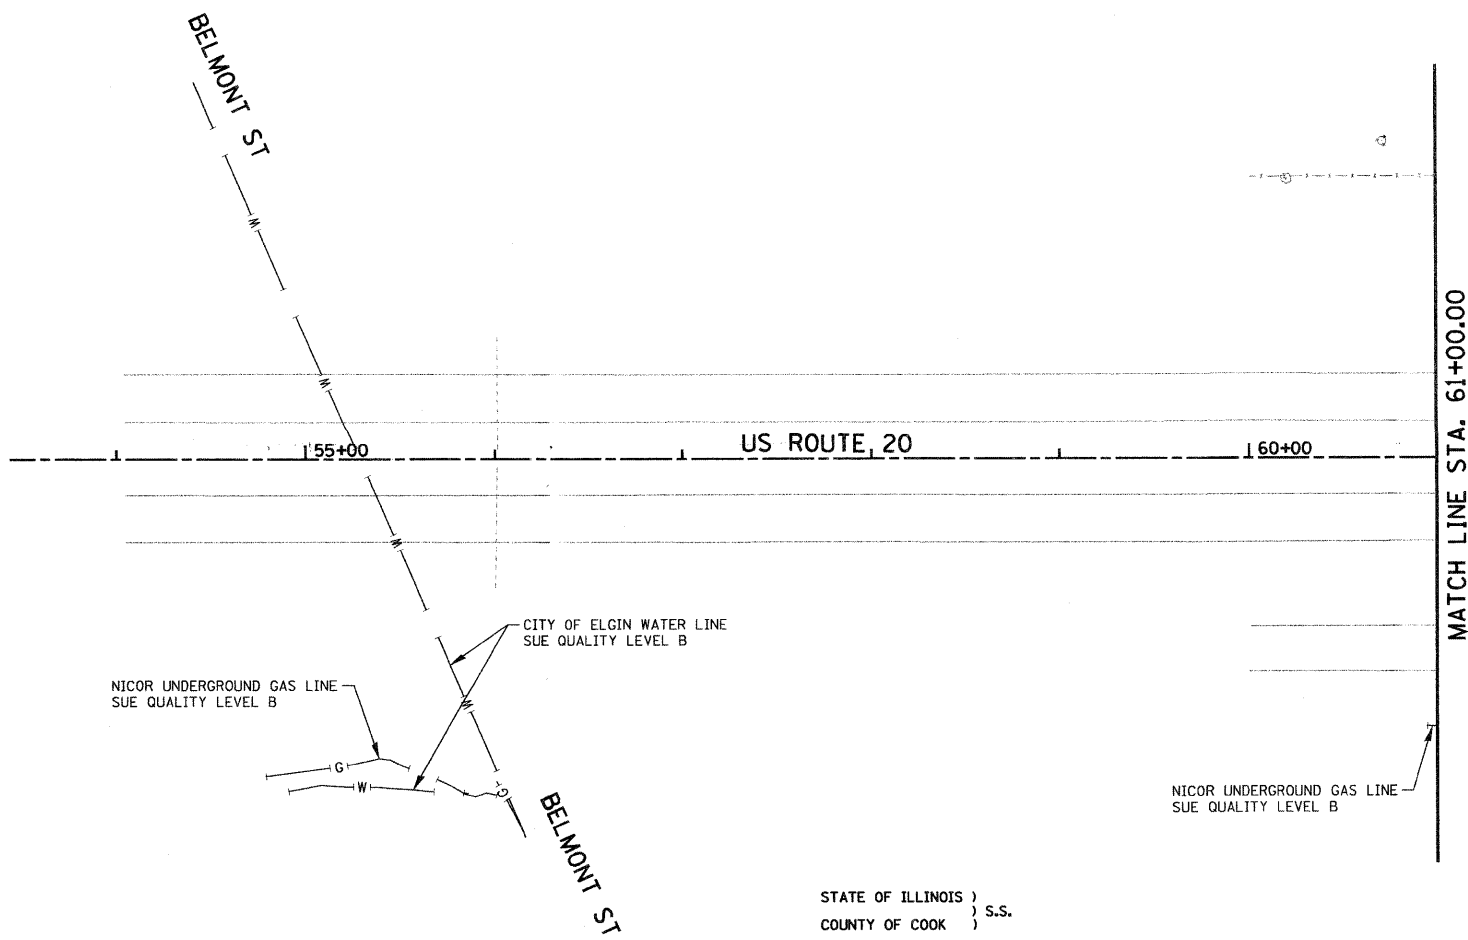 BELMONT ST
W
W
55+00
US ROUTE 20
60+00
MATCH LINE STA. 61+00.00
W
CITY OF ELGIN WATER LINE
SUE QUALITY LEVEL B
NICOR UNDERGROUND GAS LINE
SUE QUALITY LEVEL B
W
G
W
G
BELMONT ST
NICOR UNDERGROUND GAS LINE
SUE QUALITY LEVEL B
STATE OF ILLINOIS )
) S.S.
COUNTY OF COOK )